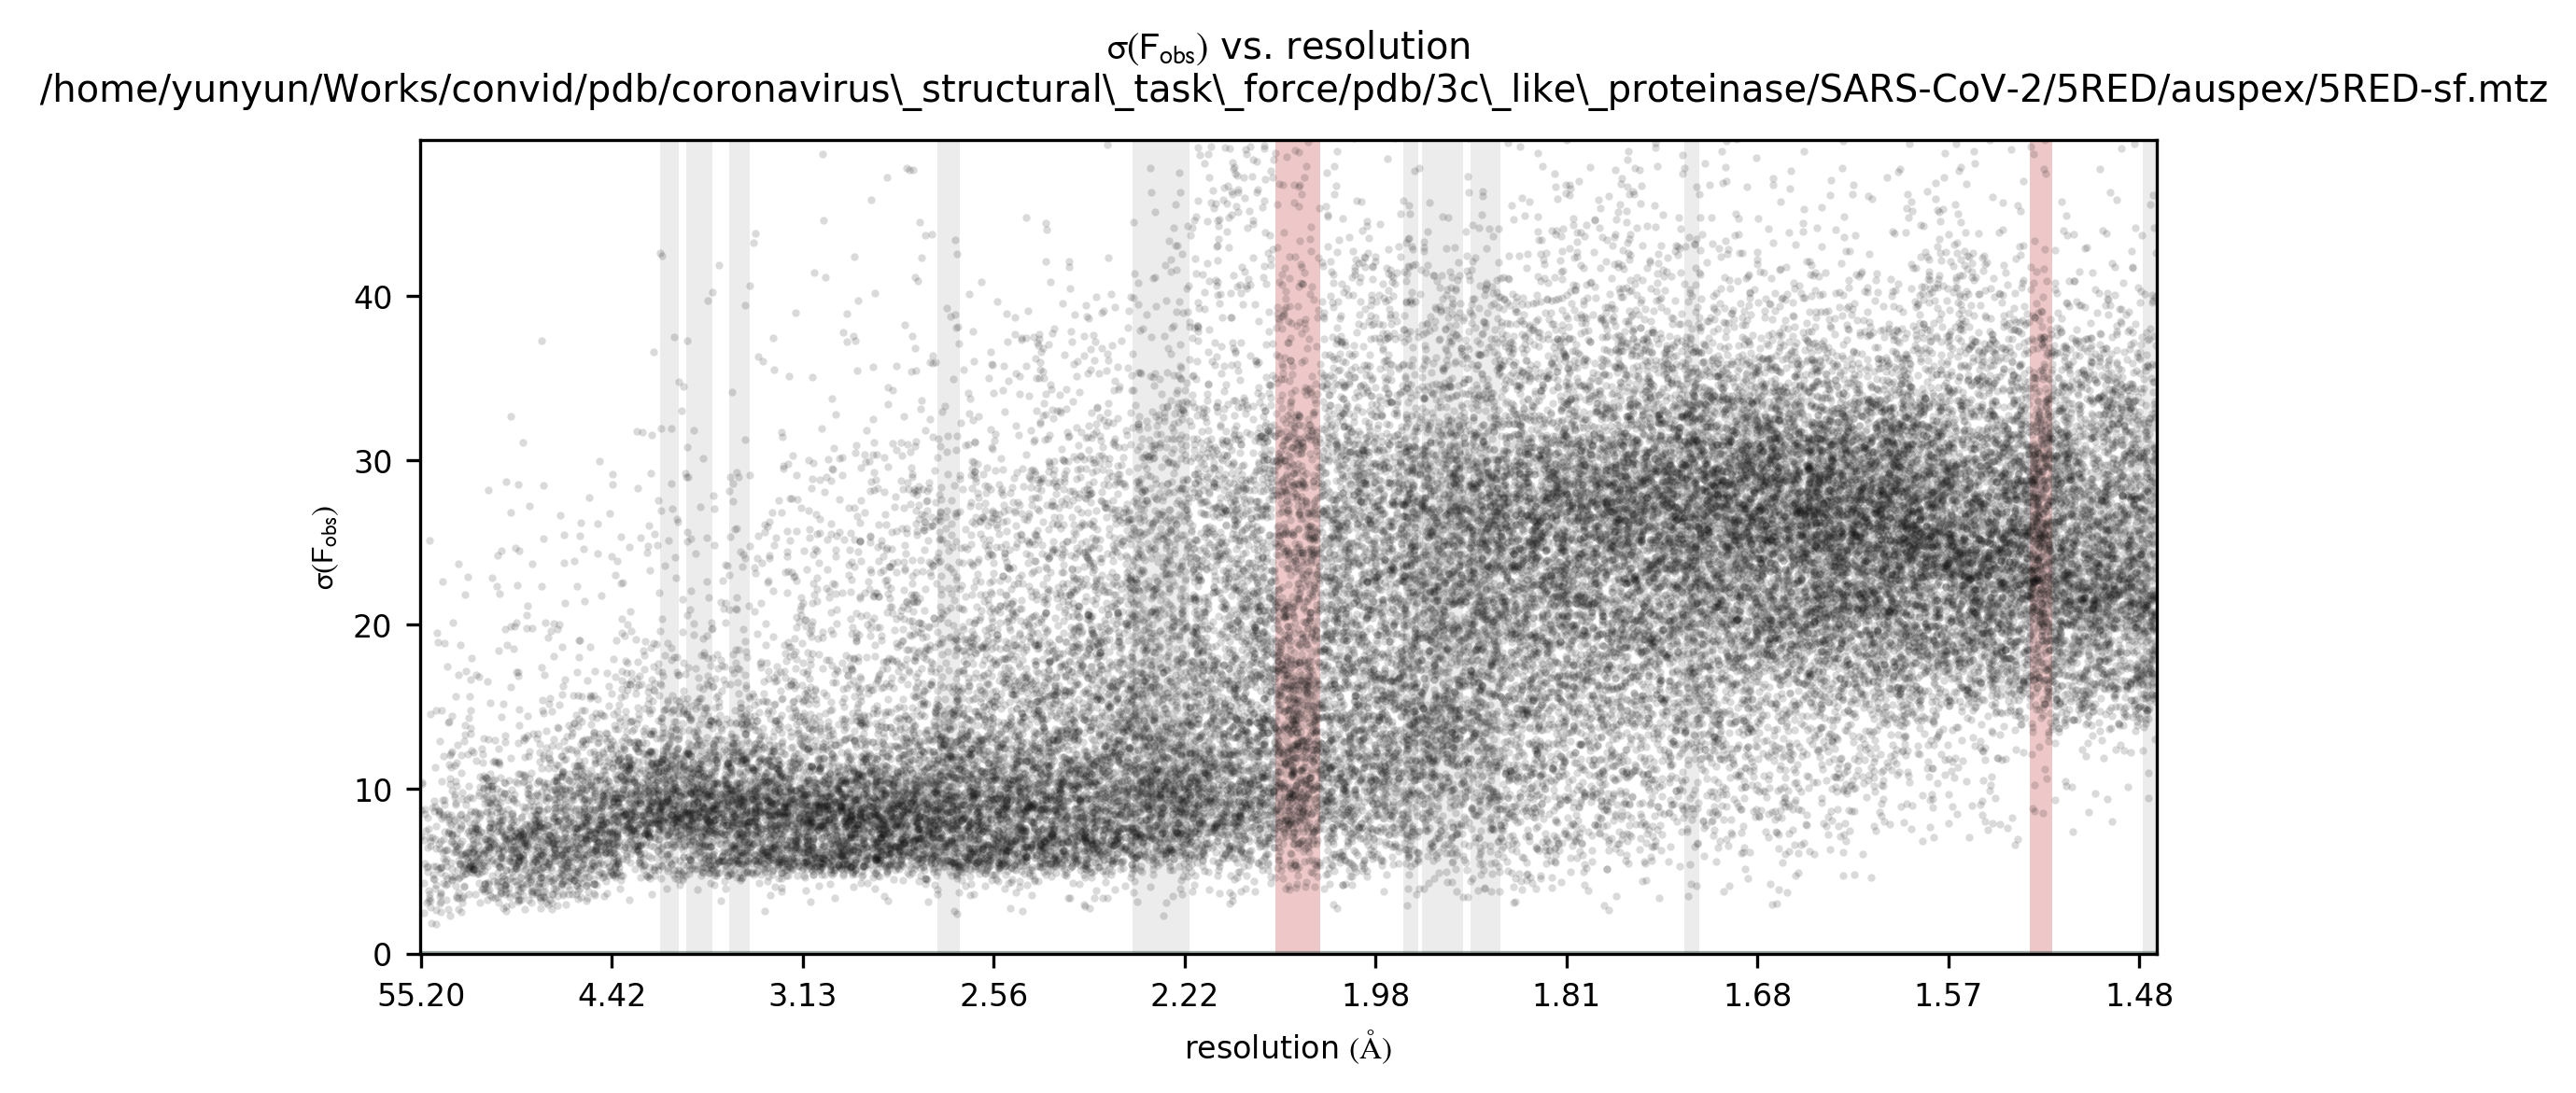 σ(Fobs) vs. resolution
/home/yunyun/Works/convid/pdb/coronavirus\_structural\_task\_force/pdb/3c\_like\_proteinase/SARS-CoV-2/5RED/auspex/5RED-sf.mtz
σ(Fobs)
40
30
20
10
0
55.20 4.42 3.13 2.56 2.22 1.98 1.81 1.68 1.57 1.48
resolution (Å)